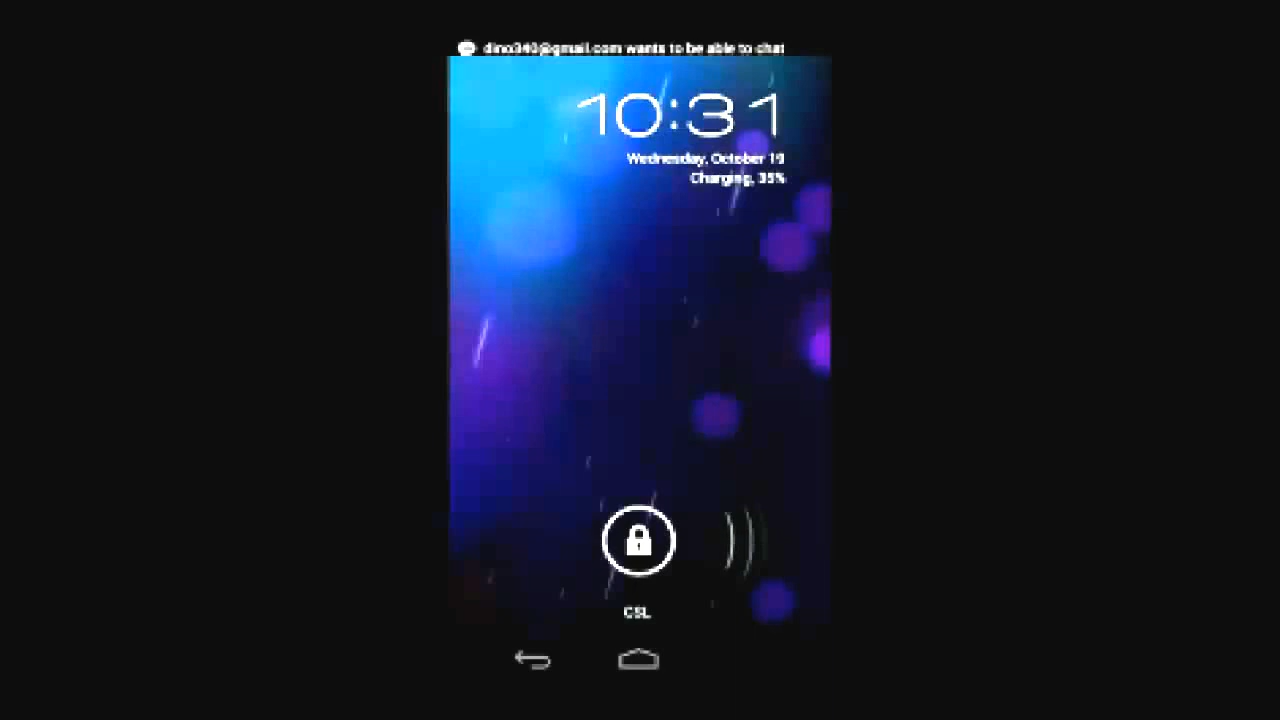 dino340@gmail.com wants to be able to chat
10:31
Wednesday, October 19
Charging, 35%
CSL